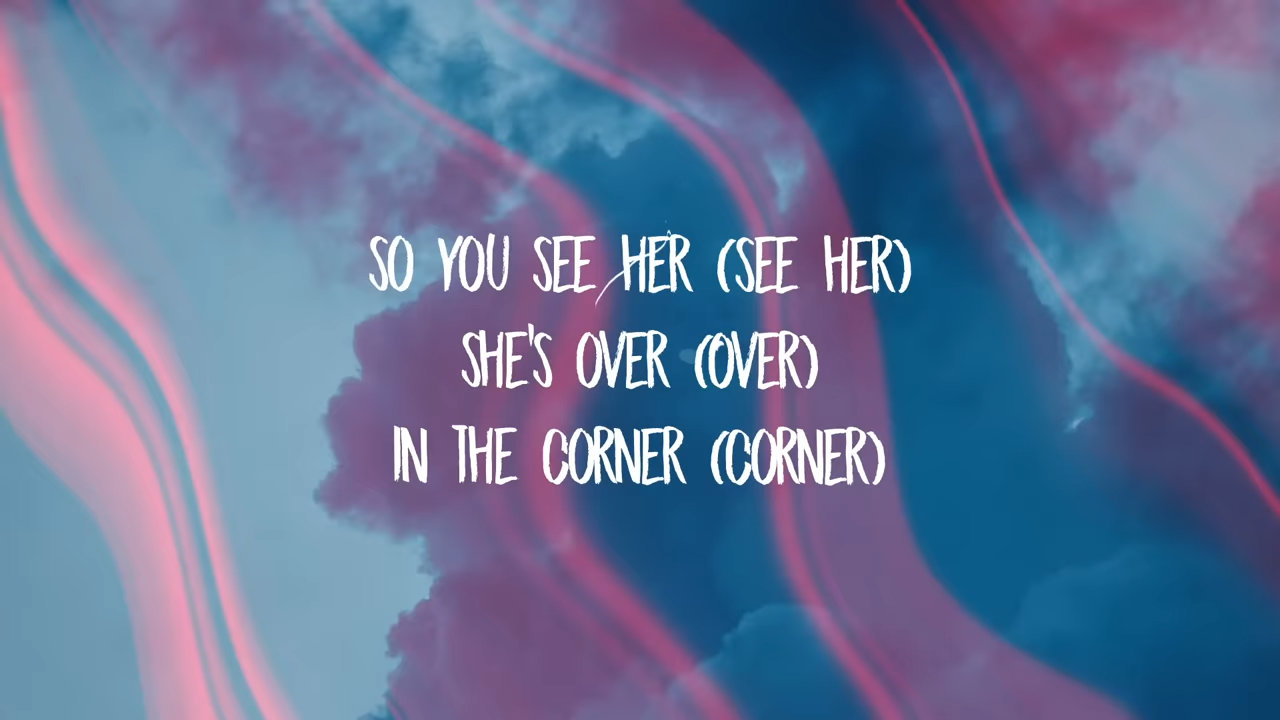 SO YOU SEE HER (SEE HER)
SHE'S OVER (OVER)
IN THE CORNER (CORNER)